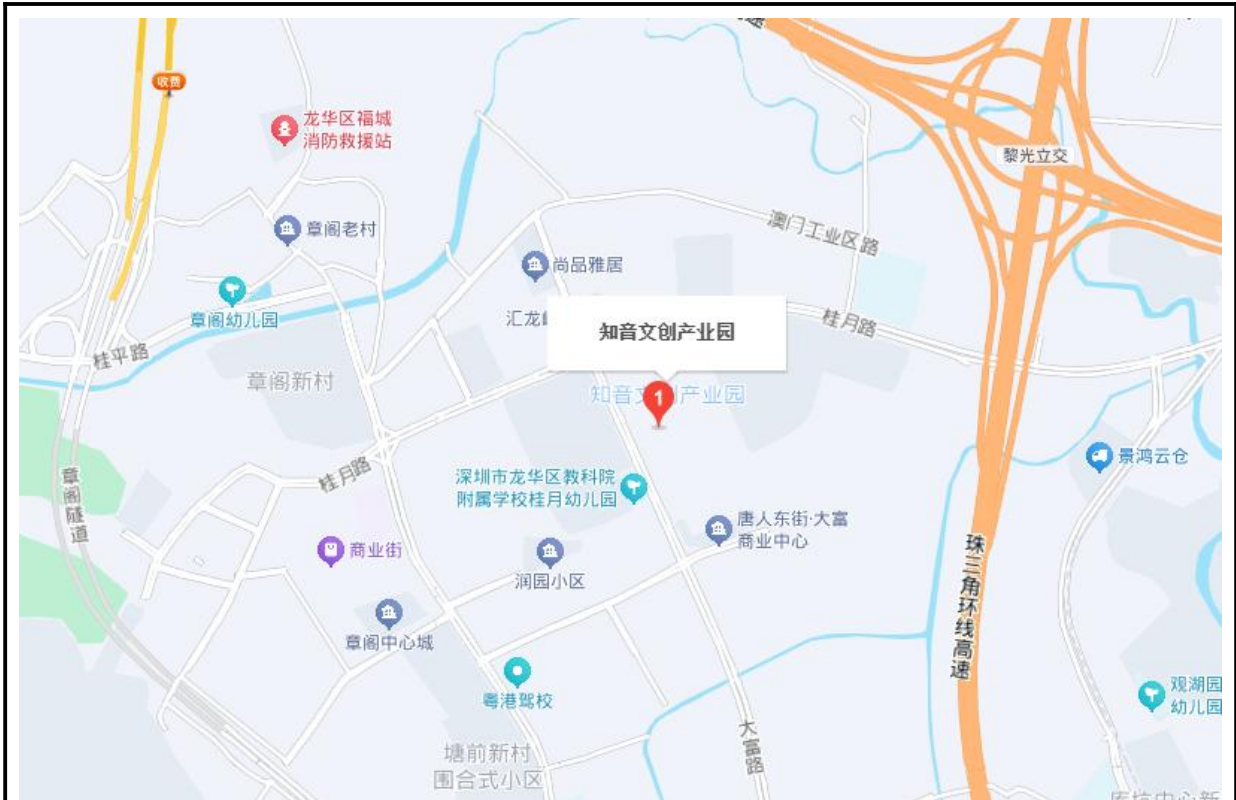 速
收费
龙华区福城
消防救援站
黎光立交
章阁老村
澳门工业区路
尚品雅居
章阁幼儿园
汇龙
桂月路
知音文创产业园
桂平路
章阁新村
知音文
产业园
1
景鸿云仓
桂月路
深圳市龙华区教科院
附属学校桂月幼儿园
章阁隧道
唐人东街·大富
商业中心
商业街
珠三角环线高速
润园小区
章阁中心城
粤港驾校
观湖园
幼儿园
大富路
塘前新村
围合式小区